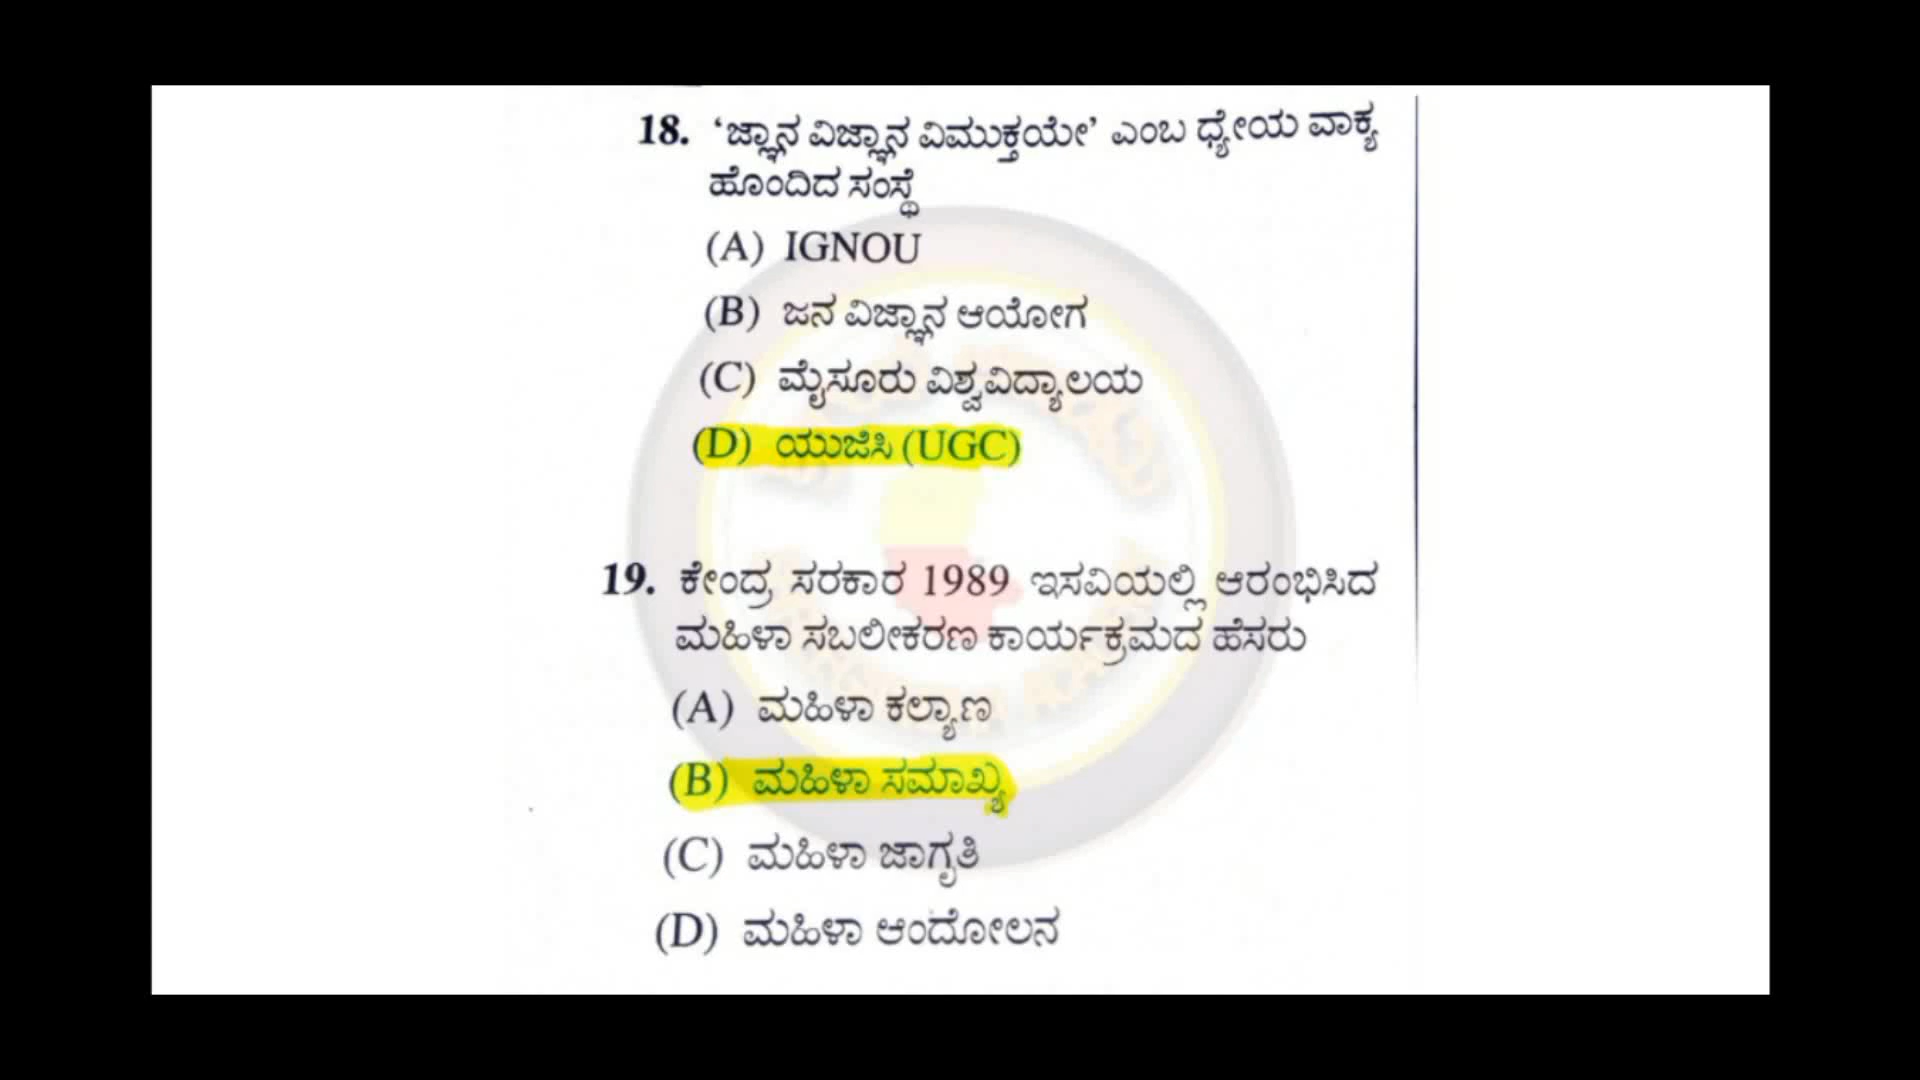 18. ‘ಜ್ಞಾನ ವಿಜ್ಞಾನ ವಿಮುಕ್ತಯೇ’ ಎಂಬ ಧ್ಯೇಯ ವಾಕ್ಯ
ಹೊಂದಿದ ಸಂಸ್ಥೆ
(A) IGNOU
(B) ಜನ ವಿಜ್ಞಾನ ಆಯೋಗ
(C) ಮೈಸೂರು ವಿಶ್ವವಿದ್ಯಾಲಯ
(D) ಯುಜಿಸಿ (UGC)
19. ಕೇಂದ್ರ ಸರಕಾರ 1989 ಇಸವಿಯಲ್ಲಿ ಆರಂಭಿಸಿದ
ಮಹಿಳಾ ಸಬಲೀಕರಣ ಕಾರ್ಯಕ್ರಮದ ಹೆಸರು
(A) ಮಹಿಳಾ ಕಲ್ಯಾಣ
(B) ಮಹಿಳಾ ಸಮಾಖ್ಯ
(C) ಮಹಿಳಾ ಜಾಗೃತಿ
(D) ಮಹಿಳಾ ಆಂದೋಲನ